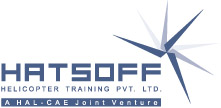 HATSOFF
HELICOPTER TRAINING PVT. LTD.
A HAL-CAE Joint Venture